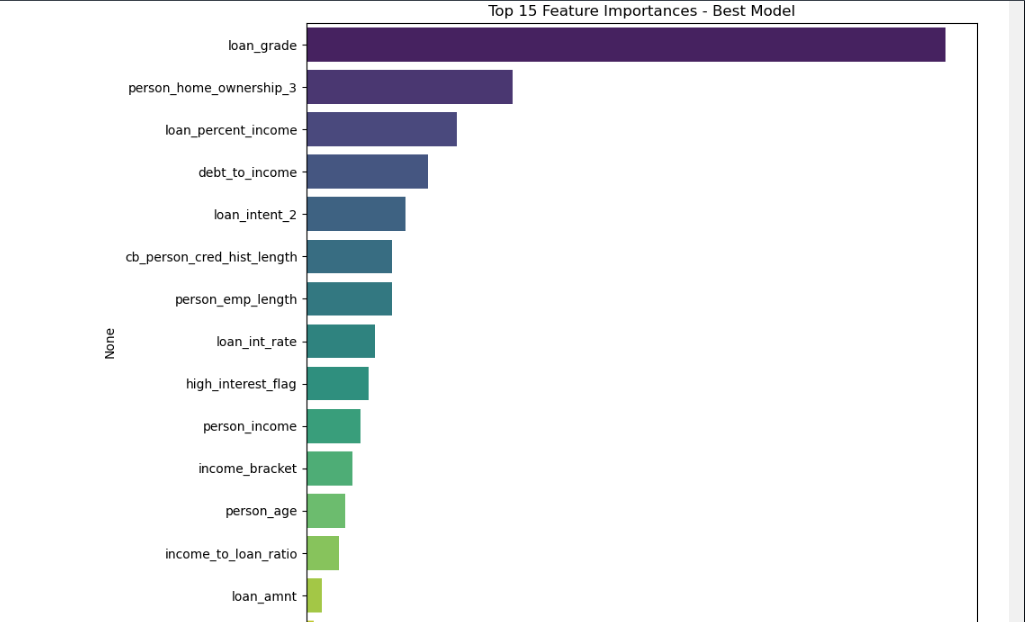 Top 15 Feature Importances - Best Model
loan_grade
person_home_ownership_3
loan_percent_income
debt_to_income
loan_intent_2
cb_person_cred_hist_length
person_emp_length
loan_int_rate
high_interest_flag
person_income
income_bracket
person_age
income_to_loan_ratio
loan_amnt
None